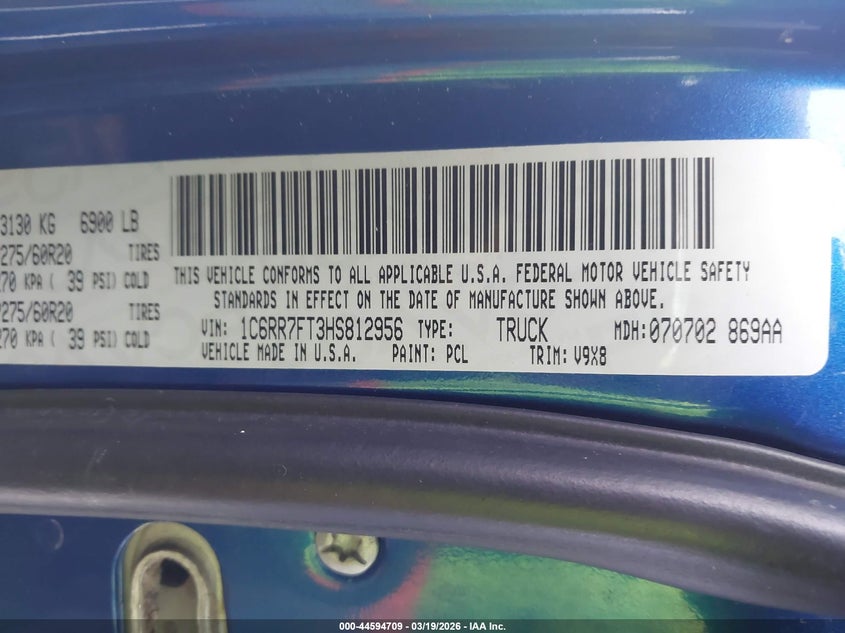 3130 KG 6900 LB
275/60R20 TIRES
270 KPA ( 39 PSI) COLD
275/60R20 TIRES
270 KPA ( 39 PSI) COLD
THIS VEHICLE CONFORMS TO ALL APPLICABLE U.S.A. FEDERAL MOTOR VEHICLE SAFETY
STANDARDS IN EFFECT ON THE DATE OF MANUFACTURE SHOWN ABOVE.
VIN: 1C6RR7FT3HS812956 TYPE: TRUCK MDH:070702 869AA
VEHICLE MADE IN U.S.A. PAINT: PCL TRIM: V9X8
000-44594709 - 03/19/2026 - IAA Inc.